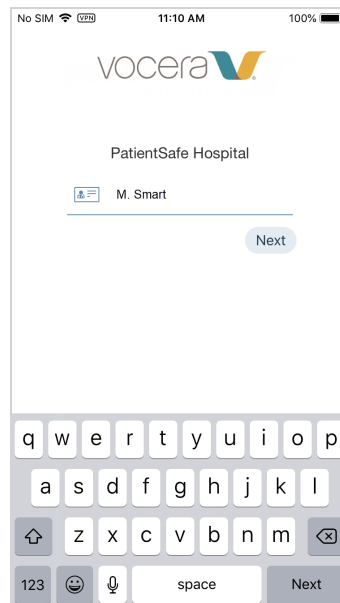 No SIM VPN 11:10 AM 100%
vocera
PatientSafe Hospital
M. Smart
Next
q w e r t y u i o p
a s d f g h j k l
z x c v b n m
123 space Next